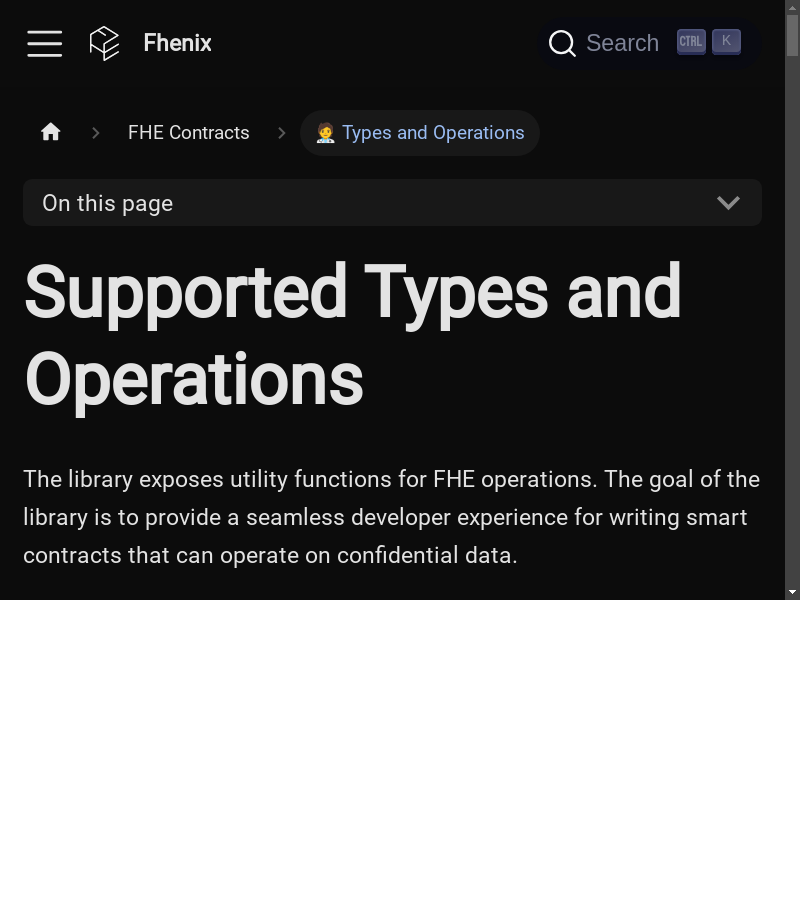 Fhenix
Search CTRL K
FHE Contracts
🧑‍💼 Types and Operations
On this page
Supported Types and
Operations
The library exposes utility functions for FHE operations. The goal of the
library is to provide a seamless developer experience for writing smart
contracts that can operate on confidential data.